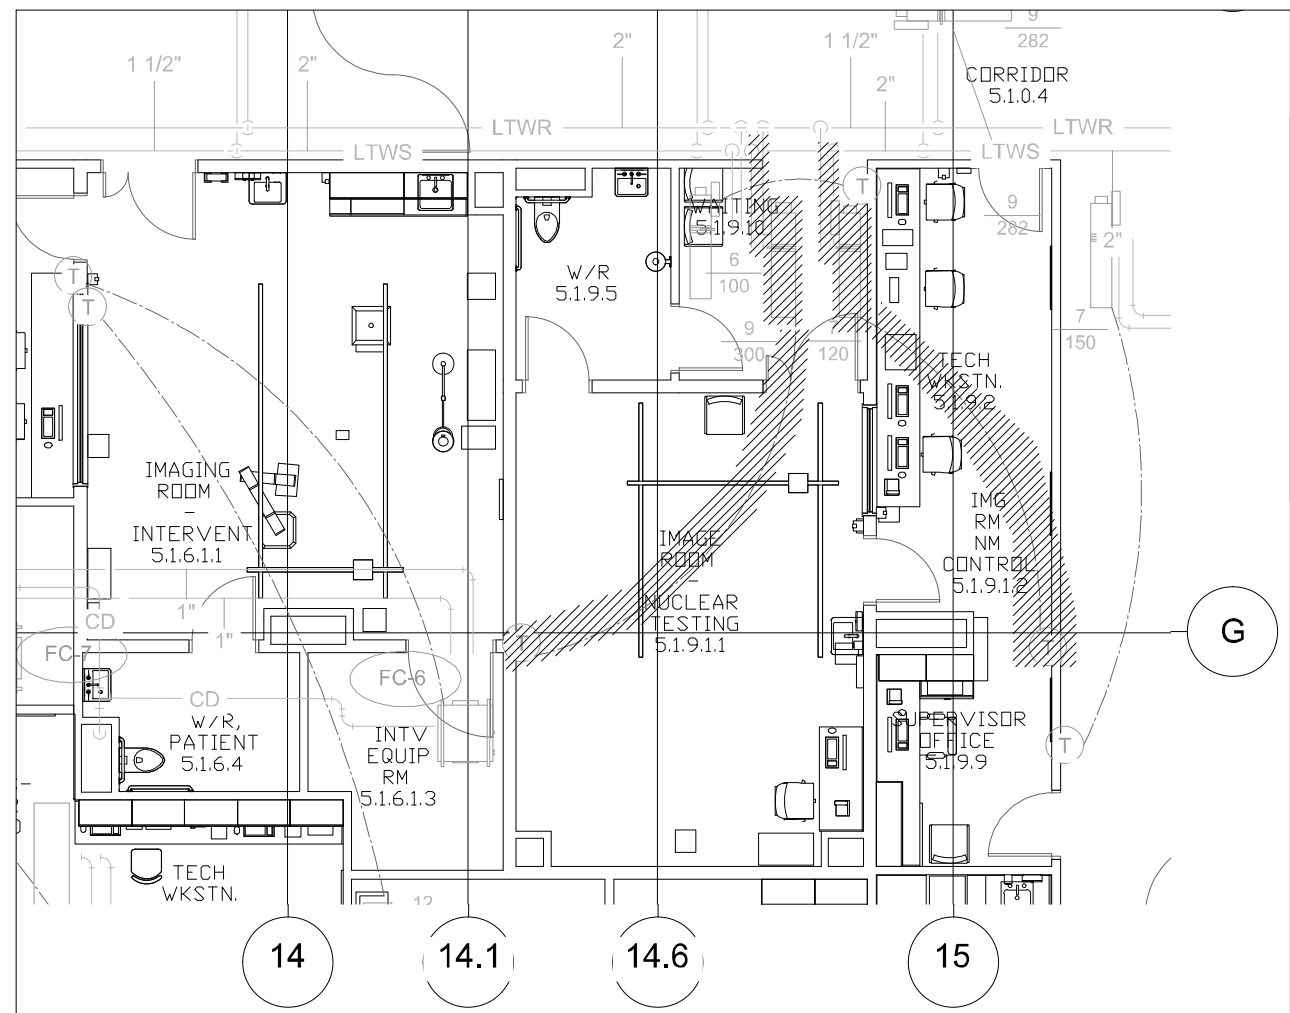 9
282
1 1/2"
2"
2"
1 1/2"
2"
CORRIDOR
5.1.0.4
LTWR
LTWR
LTWS
LTWS
T
WAITING
5.1.9.10
9
282
2"
T
T
W/R
5.1.9.5
6
100
9
300
7
120
7
150
TECH
WKSTN.
5.1.9.2
IMAGING
ROOM
-
INTERVENT
5.1.6.1.1
IMG
RM
NM
CONTROL
5.1.9.1.2
IMAGE
ROOM
-
NUCLEAR
TESTING
5.1.9.1.1
1"
1"
CD
T
T
G
FC-7
FC-6
CD
W/R,
PATIENT
5.1.6.4
INTV
EQUIP
RM
5.1.6.1.3
SUPERVISOR
OFFICE
5.1.9.9
T
TECH
WKSTN.
12
14
14.1
14.6
15